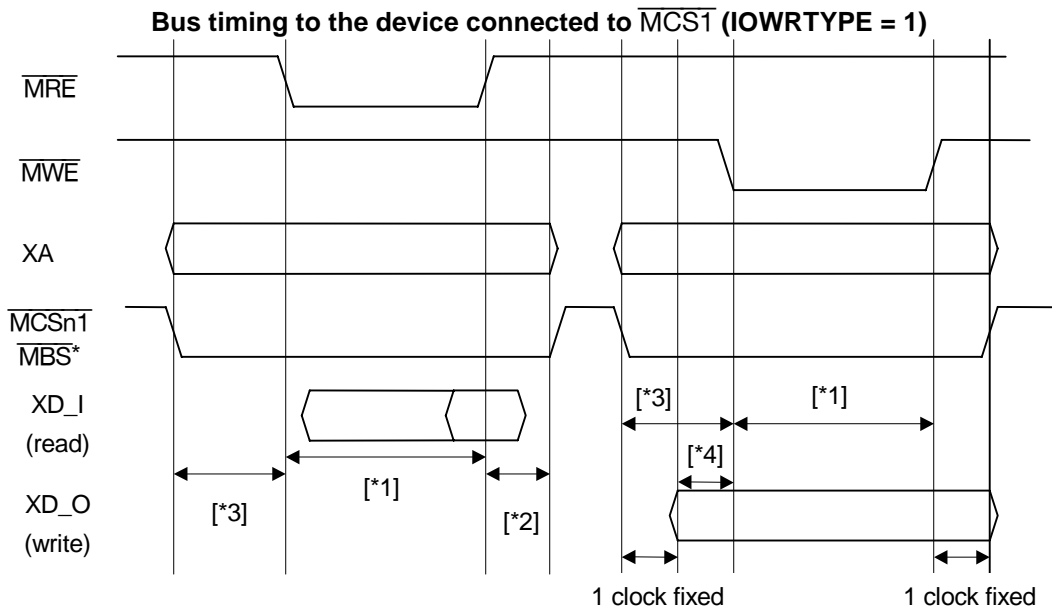 Bus timing to the device connected to MCS1 (IOWRTYPE = 1)
MRE
MWE
XA
MCSn1
MBS*
XD_I
(read)
[*3]
[*1]
[*4]
[*3]
[*1]
[*2]
XD_O
(write)
1 clock fixed
1 clock fixed